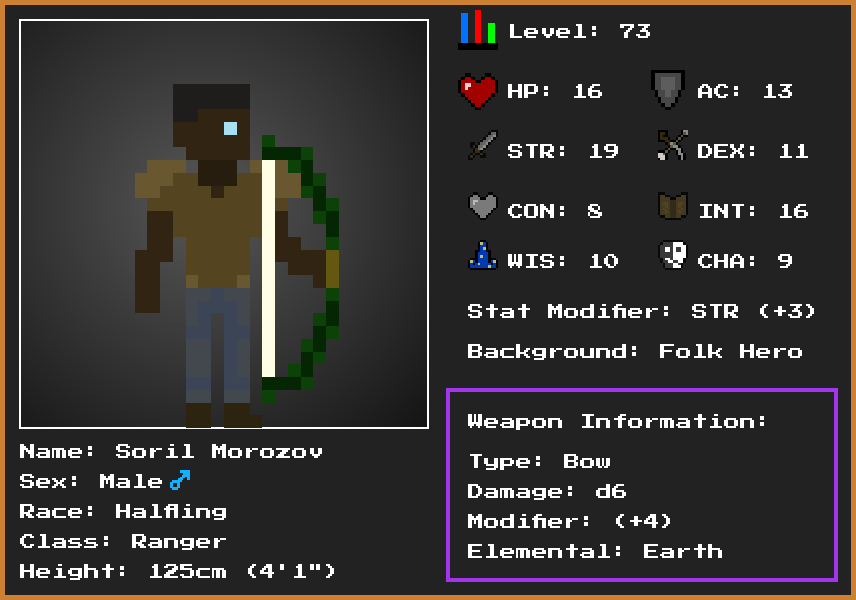 Level: 73
HP: 16 AC: 13
STR: 19 DEX: 11
CON: 8 INT: 16
WIS: 10 CHA: 9
Stat Modifier: STR (+3)
Background: Folk Hero
Weapon Information:
Type: Bow
Damage: d6
Modifier: (+4)
Elemental: Earth
Name: Soril Morozov
Sex: Male ♂
Race: Halfling
Class: Ranger
Height: 125cm (4'1")